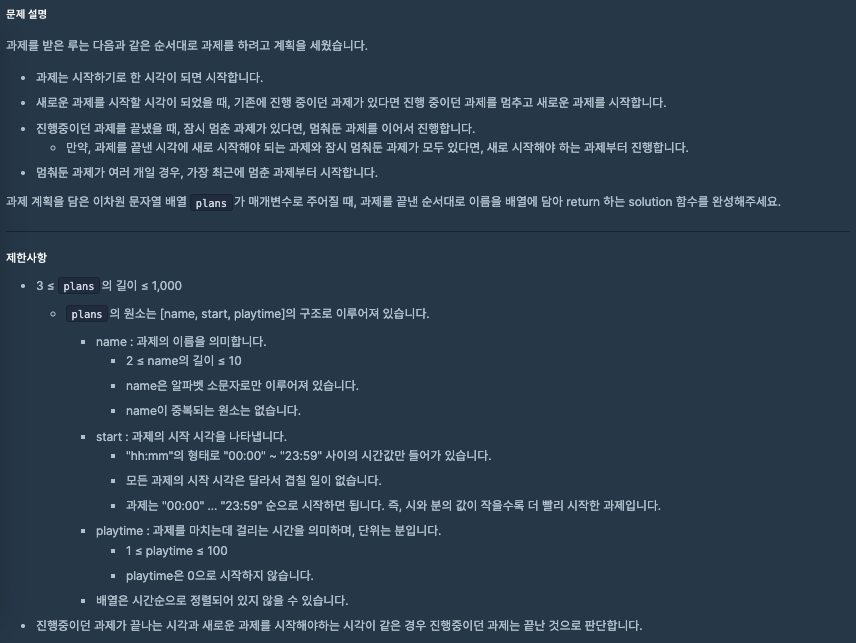 문제 설명
과제를 받은 루는 다음과 같은 순서대로 과제를 하려고 계획을 세웠습니다.
과제는 시작하기로 한 시각이 되면 시작합니다.
새로운 과제를 시작할 시각이 되었을 때, 기존에 진행 중이던 과제가 있다면 진행 중이던 과제를 멈추고 새로운 과제를 시작합니다.
진행중이던 과제를 끝냈을 때, 잠시 멈춘 과제가 있다면, 멈춰둔 과제를 이어서 진행합니다.
만약, 과제를 끝낸 시각에 새로 시작해야 되는 과제와 잠시 멈춰둔 과제가 모두 있다면, 새로 시작해야 하는 과제부터 진행합니다.
멈춰둔 과제가 여러 개일 경우, 가장 최근에 멈춘 과제부터 시작합니다.
과제 계획을 담은 이차원 문자열 배열 plans가 매개변수로 주어질 때, 과제를 끝낸 순서대로 이름을 배열에 담아 return 하는 solution 함수를 완성해주세요.
제한사항
3 ≤ plans의 길이 ≤ 1,000
plans의 원소는 [name, start, playtime]의 구조로 이루어져 있습니다.
name : 과제의 이름을 의미합니다.
2 ≤ name의 길이 ≤ 10
name은 알파벳 소문자로만 이루어져 있습니다.
name이 중복되는 원소는 없습니다.
start : 과제의 시작 시각을 나타냅니다.
"hh:mm"의 형태로 "00:00" ~ "23:59" 사이의 시간값만 들어가 있습니다.
모든 과제의 시작 시각은 달라서 겹칠 일이 없습니다.
과제는 "00:00" ... "23:59" 순으로 시작하면 됩니다. 즉, 시와 분의 값이 작을수록 더 빨리 시작한 과제입니다.
playtime : 과제를 마치는데 걸리는 시간을 의미하며, 단위는 분입니다.
1 ≤ playtime ≤ 100
playtime은 0으로 시작하지 않습니다.
배열은 시간순으로 정렬되어 있지 않을 수 있습니다.
진행중이던 과제가 끝나는 시각과 새로운 과제를 시작해야하는 시각이 같은 경우 진행중이던 과제는 끝난 것으로 판단합니다.